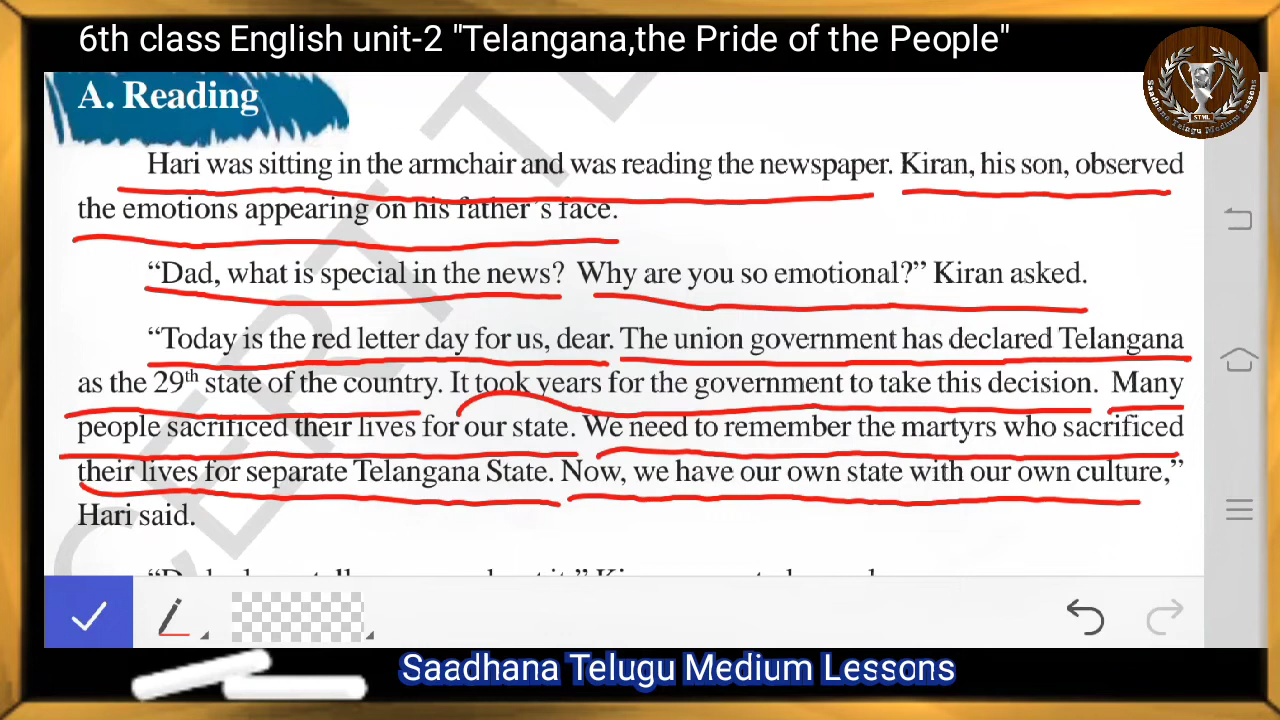 6th class English unit-2 "Telangana,the Pride of the People"
Saadhana Telugu Medium Lessons
STML
A. Reading
Hari was sitting in the armchair and was reading the newspaper. Kiran, his son, observed
the emotions appearing on his father's face.
“Dad, what is special in the news? Why are you so emotional?” Kiran asked.
“Today is the red letter day for us, dear. The union government has declared Telangana
as the 29th state of the country. It took years for the government to take this decision. Many
people sacrificed their lives for our state. We need to remember the martyrs who sacrificed
their lives for separate Telangana State. Now, we have our own state with our own culture,”
Hari said.
Saadhana Telugu Medium Lessons